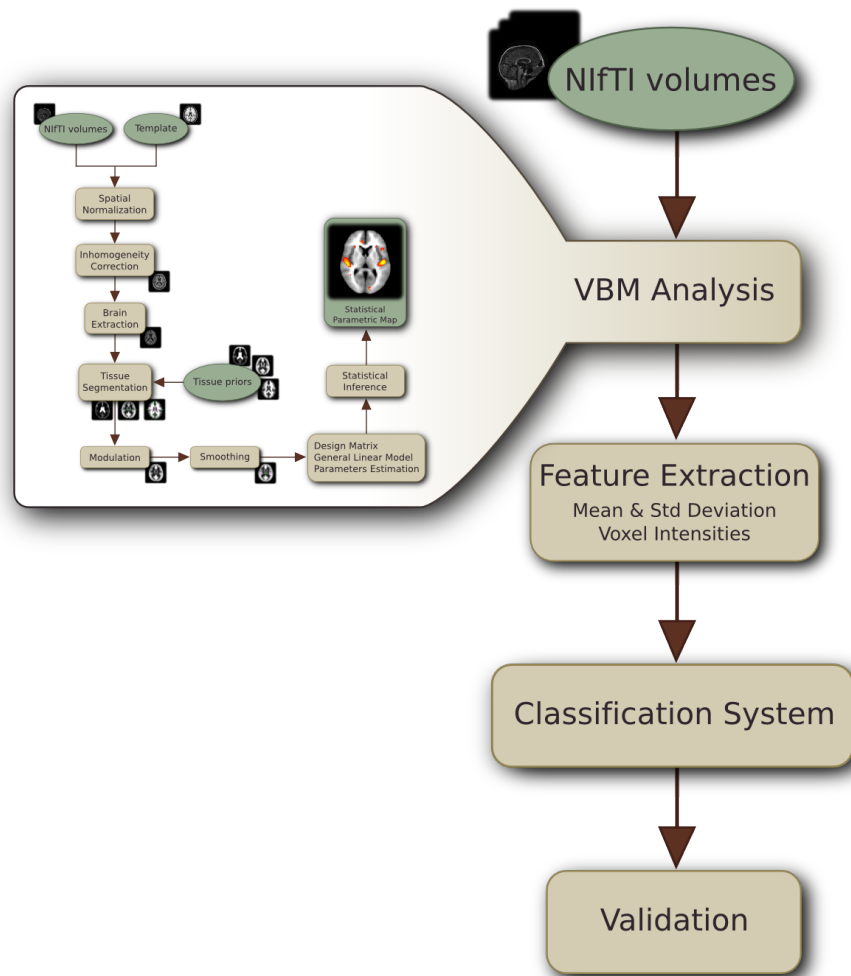 NIfTI volumes
VBM Analysis
Feature Extraction
Mean & Std Deviation
Voxel Intensities
Classification System
Validation
NIfTI volumes
Template
Spatial
Normalization
Inhomogeneity
Correction
Brain
Extraction
Tissue
Segmentation
Tissue priors
Modulation
Smoothing
Design Matrix
General Linear Model
Parameters Estimation
Statistical
Inference
Statistical
Parametric Map